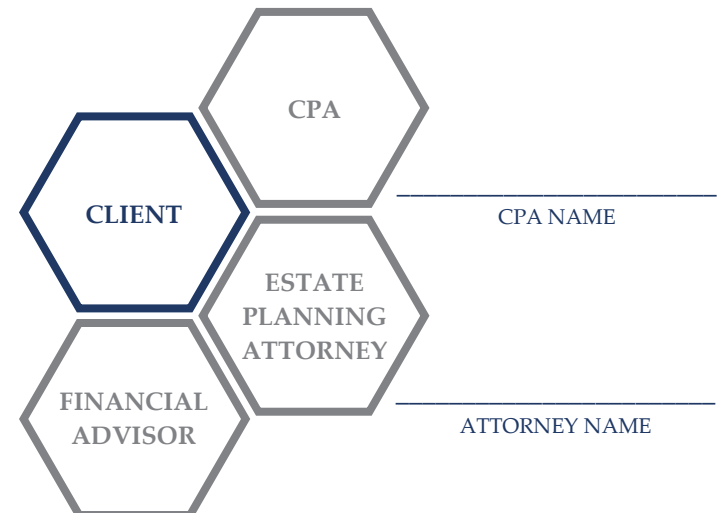 CPA
CLIENT
CPA NAME
ESTATE
PLANNING
ATTORNEY
FINANCIAL
ADVISOR
ATTORNEY NAME